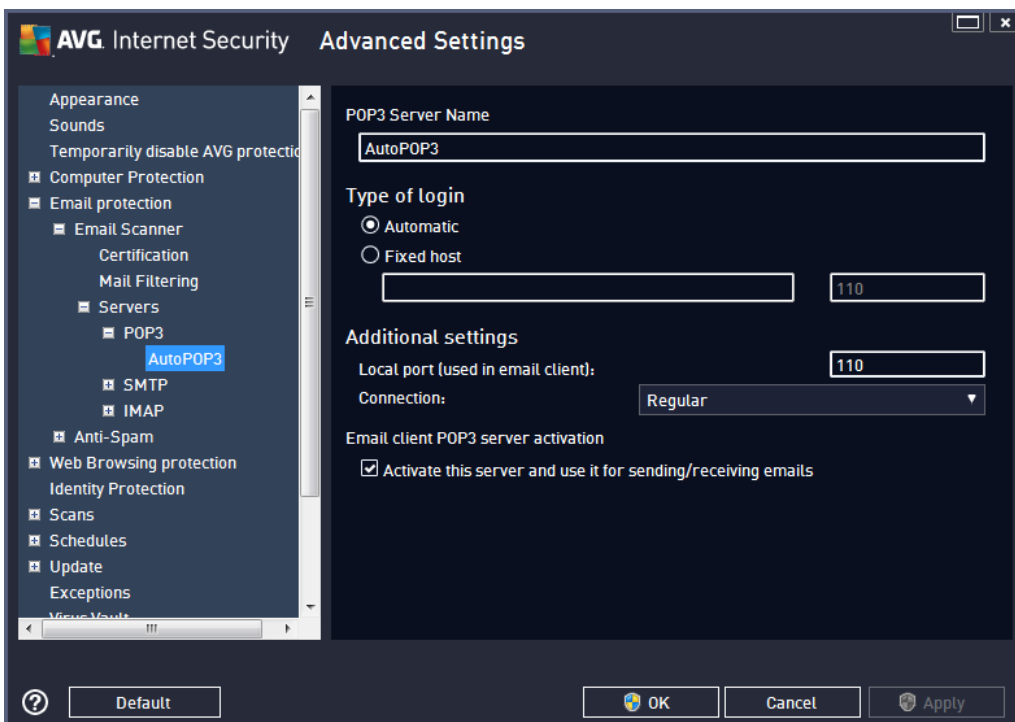 AVG. Internet Security Advanced Settings
Appearance
Sounds
Temporarily disable AVG protectio
Computer Protection
Email protection
Email Scanner
Certification
Mail Filtering
Servers
POP3
AutoPOP3
SMTP
IMAP
Anti-Spam
Web Browsing protection
Identity Protection
Scans
Schedules
Update
Exceptions
Virus Vault
POP3 Server Name
AutoPOP3
Type of login
Automatic
Fixed host
110
Additional settings
Local port (used in email client): 110
Connection: Regular
Email client POP3 server activation
Activate this server and use it for sending/receiving emails
? Default OK Cancel Apply